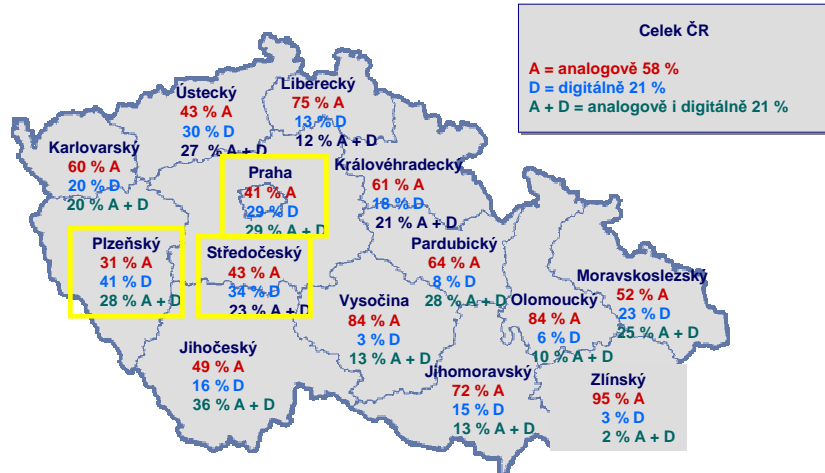 Celek ČR
A = analogově 58 %
D = digitálně 21 %
A + D = analogově i digitálně 21 %
Ústecký
43 % A
30 % D
27 % A + D
Liberecký
75 % A
13 % D
12 % A + D
Karlovarský
60 % A
20 % D
20 % A + D
Praha
41 % A
29 % D
29 % A + D
Královéhradecký
61 % A
18 % D
21 % A + D
Plzeňský
31 % A
41 % D
28 % A + D
Středočeský
43 % A
34 % D
23 % A + D
Pardubický
64 % A
8 % D
28 % A + D
Vysočina
84 % A
3 % D
13 % A + D
Olomoucký
84 % A
6 % D
10 % A + D
Moravskoslezský
52 % A
23 % D
25 % A + D
Jihočeský
49 % A
16 % D
36 % A + D
Jihomoravský
72 % A
15 % D
13 % A + D
Zlínský
95 % A
3 % D
2 % A + D